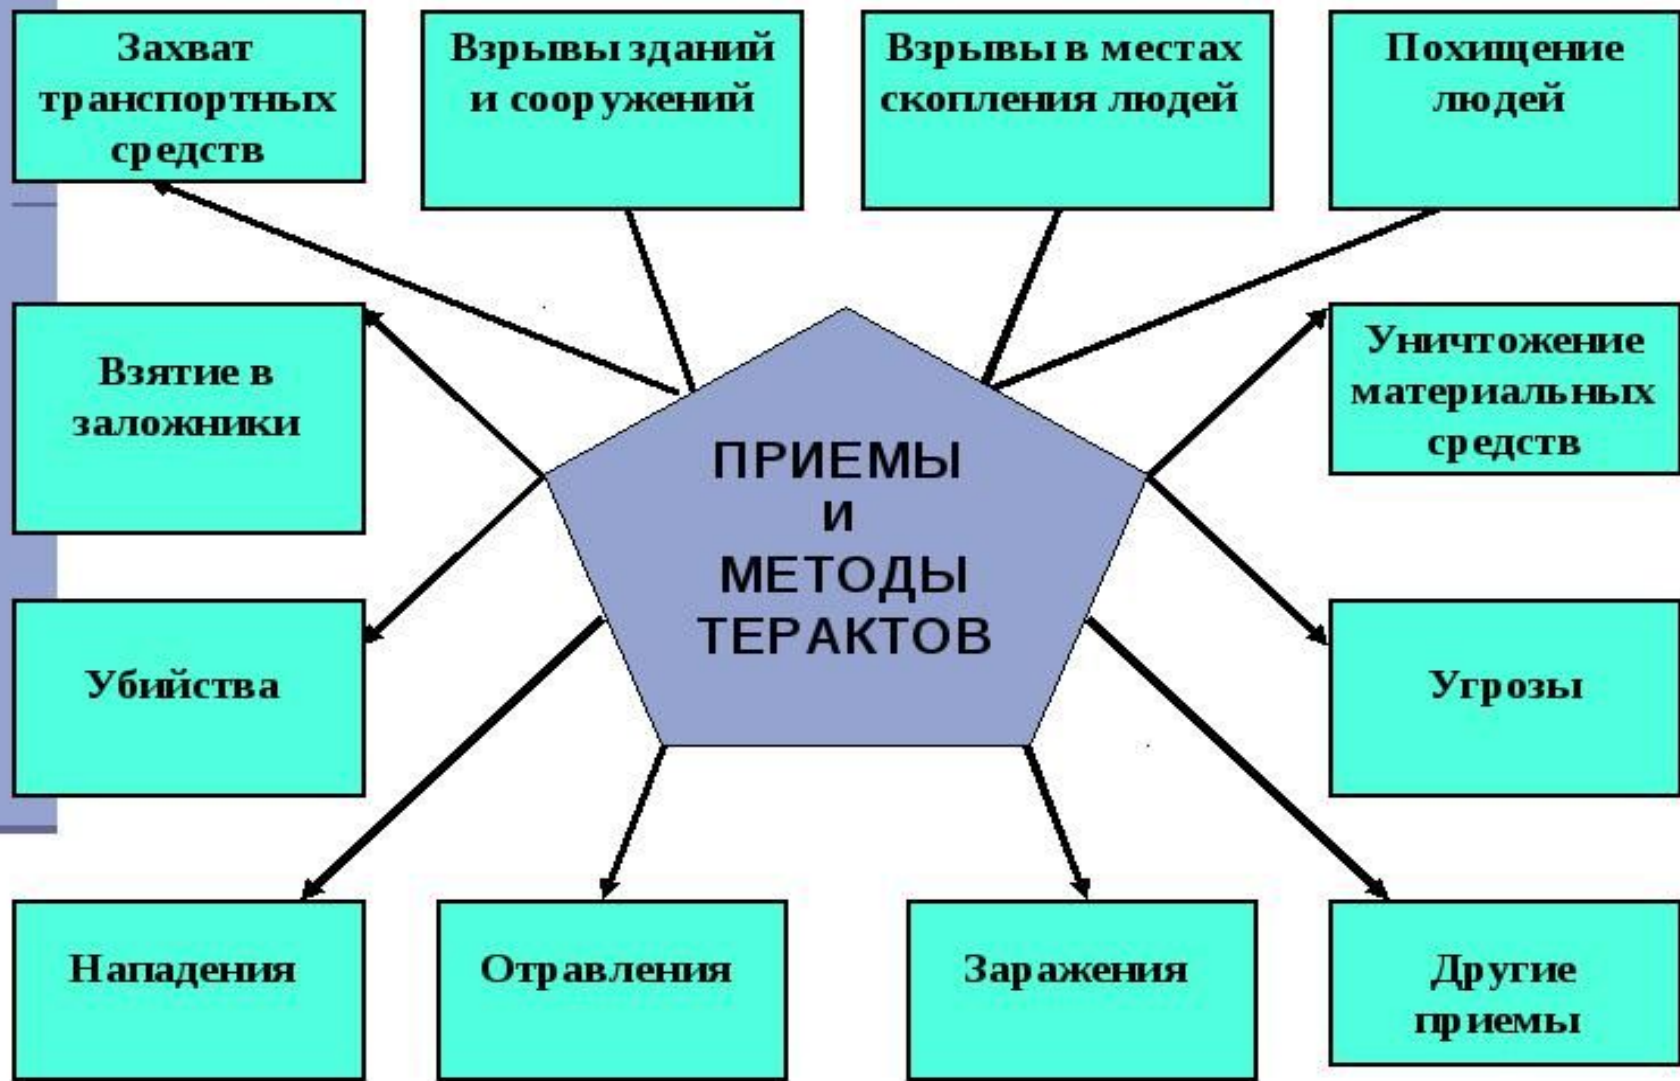 Захват
транспортных
средств
Взрывы зданий
и сооружений
Взрывы в местах
скопления людей
Похищение
людей
Взятие в
заложники
ПРИЕМЫ
и
МЕТОДЫ
ТЕРАКТОВ
Уничтожение
материальных
средств
Убийства
Угрозы
Нападения
Отравления
Заражения
Другие
приемы